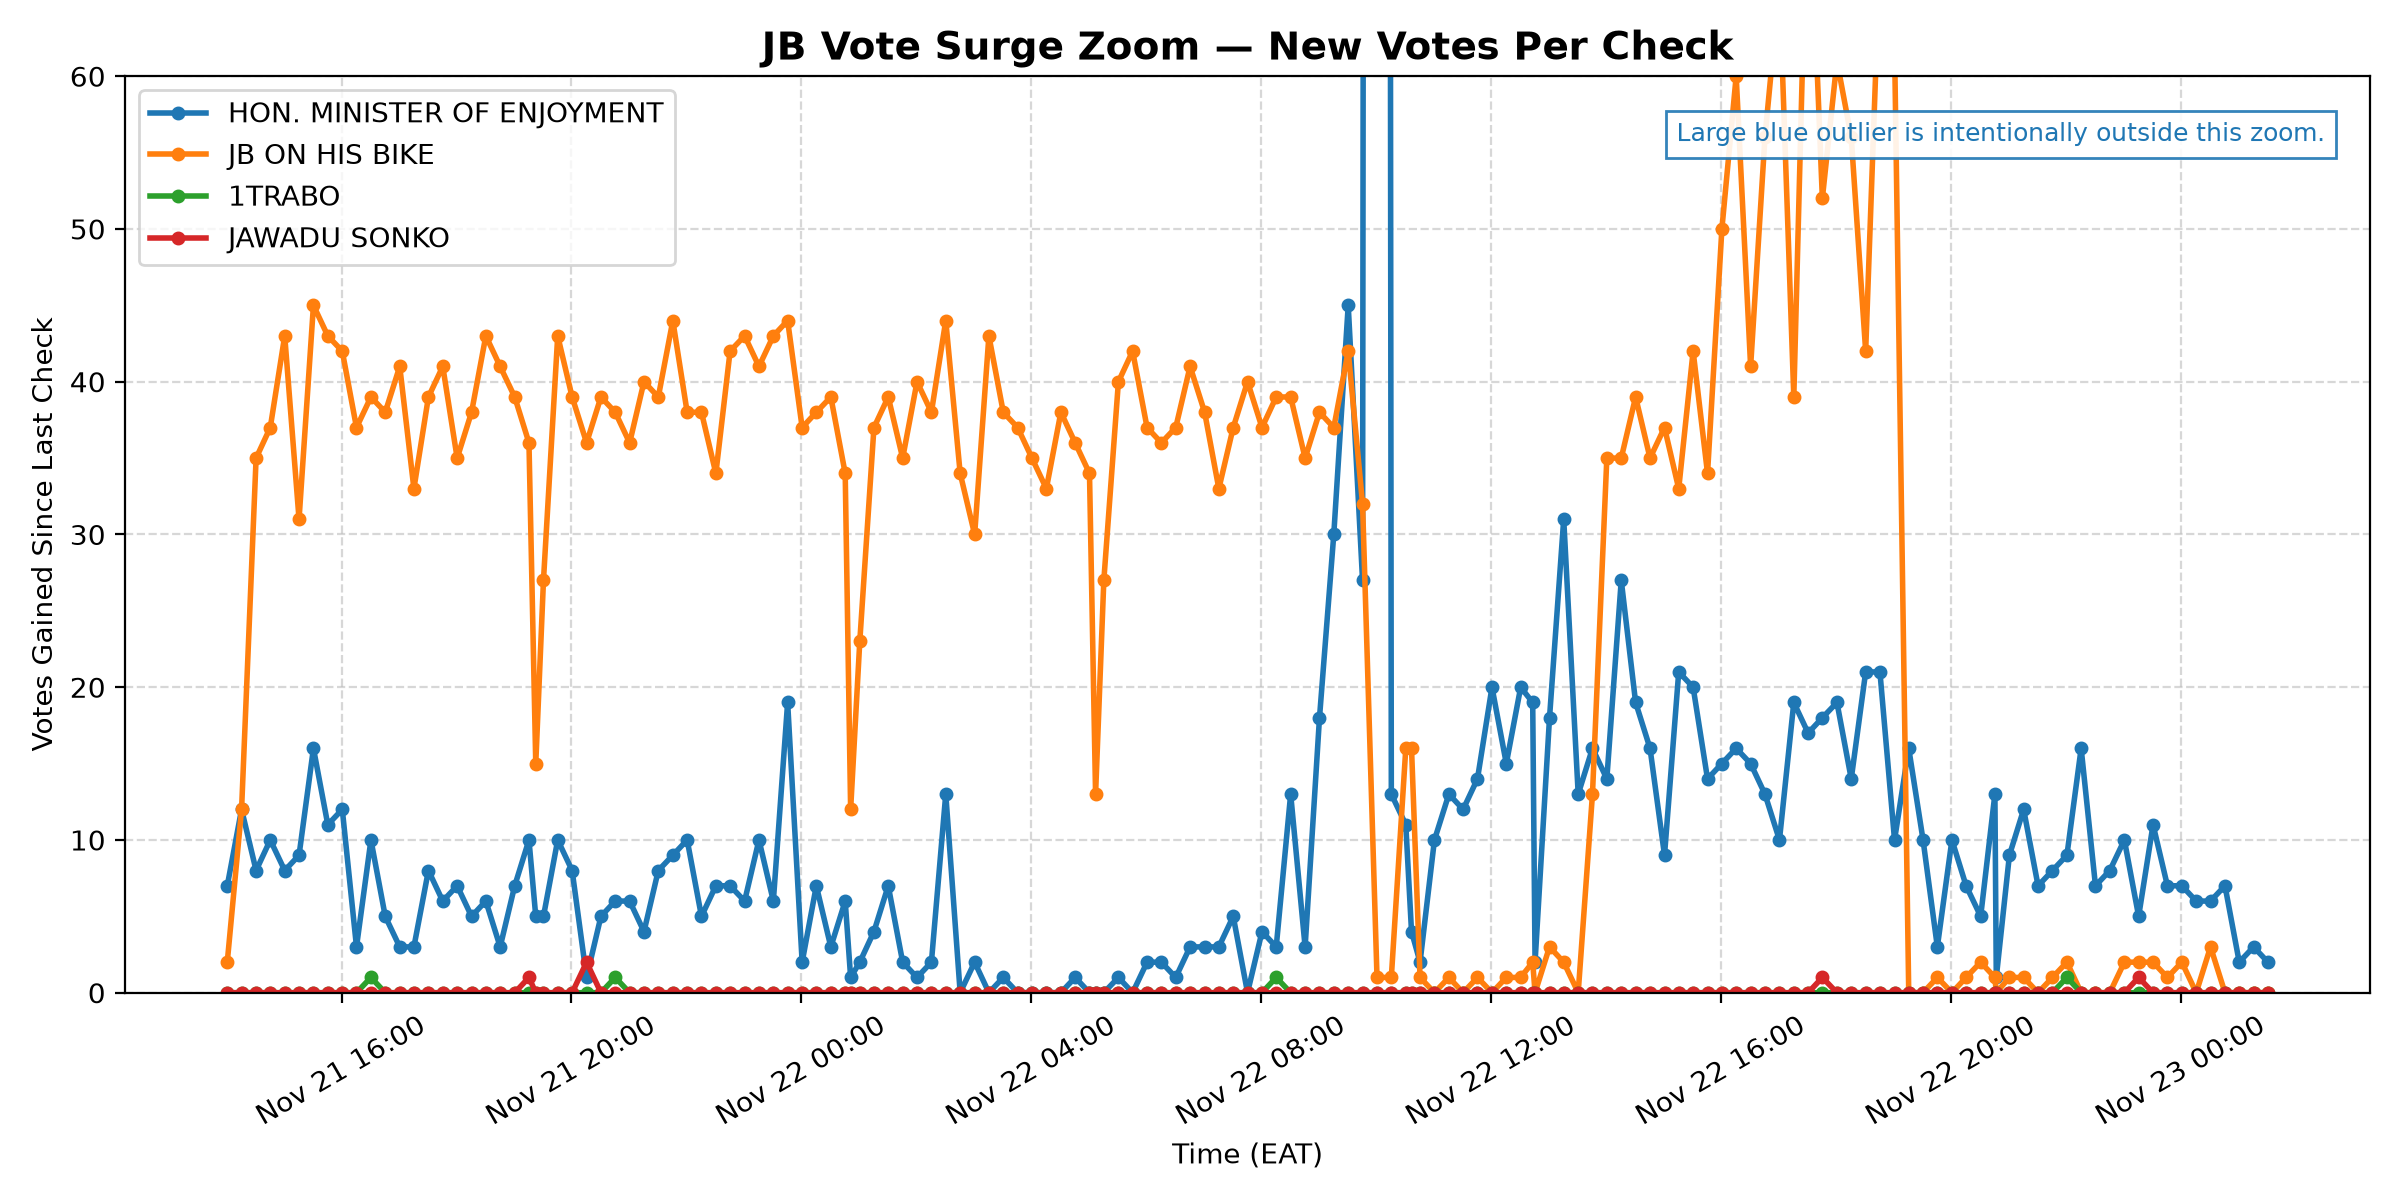 JB Vote Surge Zoom — New Votes Per Check
60
50
40
30
20
10
0
Votes Gained Since Last Check
HON. MINISTER OF ENJOYMENT
JB ON HIS BIKE
1TRABO
JAWADU SONKO
Large blue outlier is intentionally outside this zoom.
Nov 21 16:00
Nov 21 20:00
Nov 22 00:00
Nov 22 04:00
Nov 22 08:00
Nov 22 12:00
Nov 22 16:00
Nov 22 20:00
Nov 23 00:00
Time (EAT)